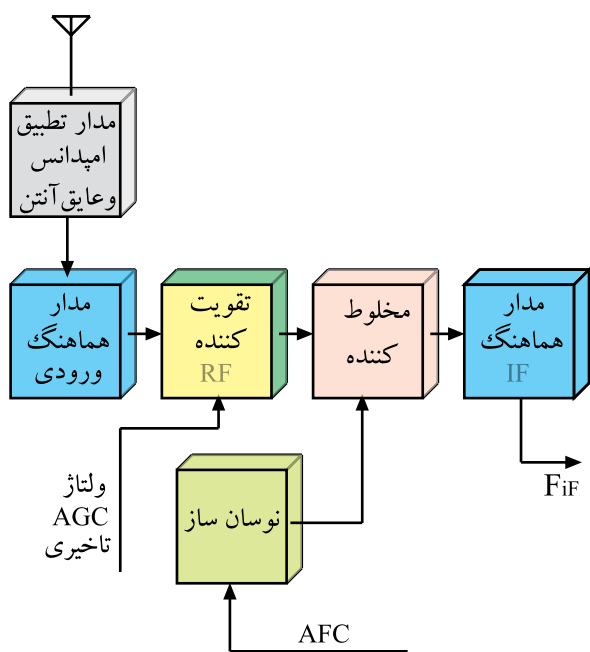 مدار تطبیق
امپدانس
وعایق آنتن
مدار
هماهنگ
ورودی
تقویت
کننده
RF
مخلوط
کننده
مدار
هماهنگ
IF
FiF
ولتاژ
AGC
تاخیری
نوسان ساز
AFC